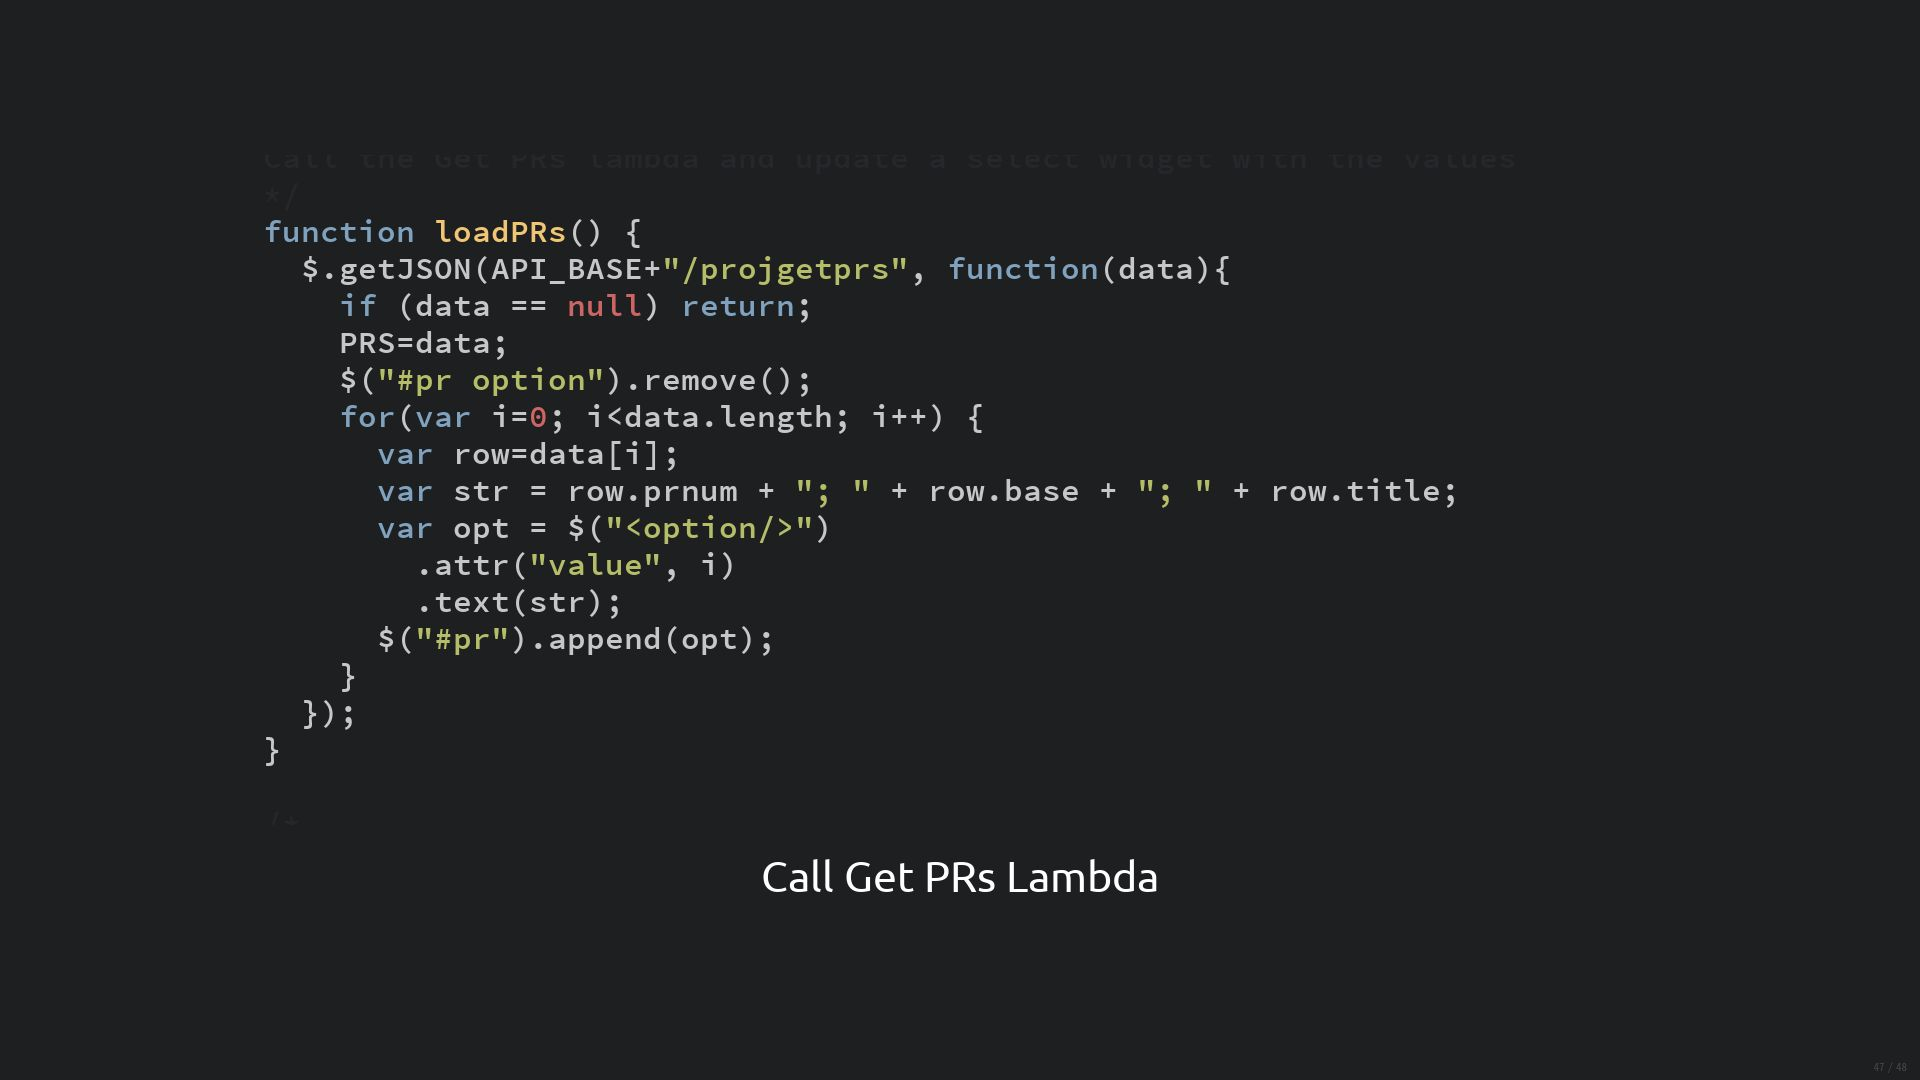 Call the Get PRs lambda and update a select widget with the values
*/
function loadPRs() {
  $.getJSON(API_BASE+"/projgetprs", function(data){
    if (data == null) return;
    PRS=data;
    $("#pr option").remove();
    for(var i=0; i<data.length; i++) {
      var row=data[i];
      var str = row.prnum + "; " + row.base + "; " + row.title;
      var opt = $("<option/>")
        .attr("value", i)
        .text(str);
      $("#pr").append(opt);
    }
  });
}
/*
Call Get PRs Lambda
47 / 48